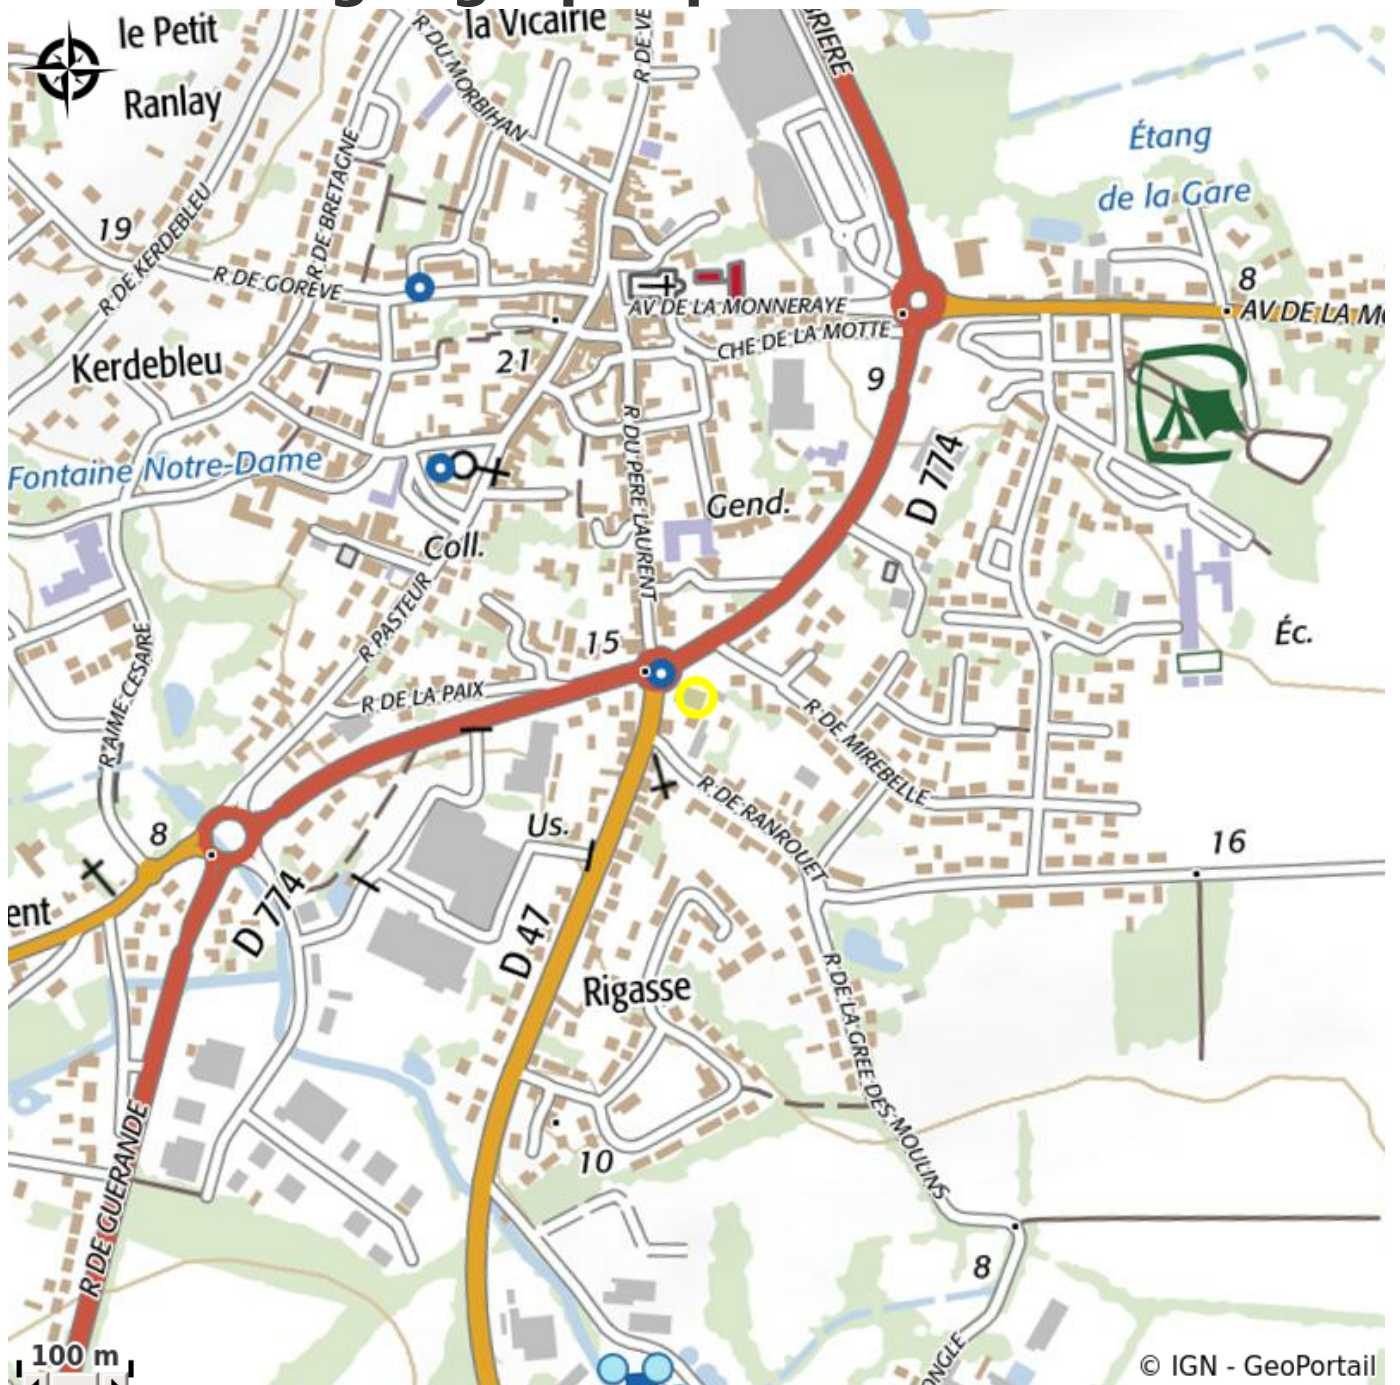 le Petit
Ranlay
la Vicairie
R DU MORBIHAN
BRIERE
Étang
de la Gare
19
R DE KERDEBLEU
R DE BRETAGNE
R DE GOREVE
8
AV DE LA MONNERAYE
AV DE LA MO
CHE DE LA MOTTE
Kerdebleu
21
9
Fontaine Notre-Dame
R DU PERE LAURENT
Gend.
D 774
Coll.
R PASTEUR
15
Éc.
R AIME CESAIRE
R DE LA PAIX
R DE MIREBELLE
R DE RANROUET
8
Us.
16
ent
D 774
D 47
Rigasse
R DE LA GREE DES MOULINS
R DE GUERANDE
10
8
ONGLE
100 m
© IGN - GeoPortail